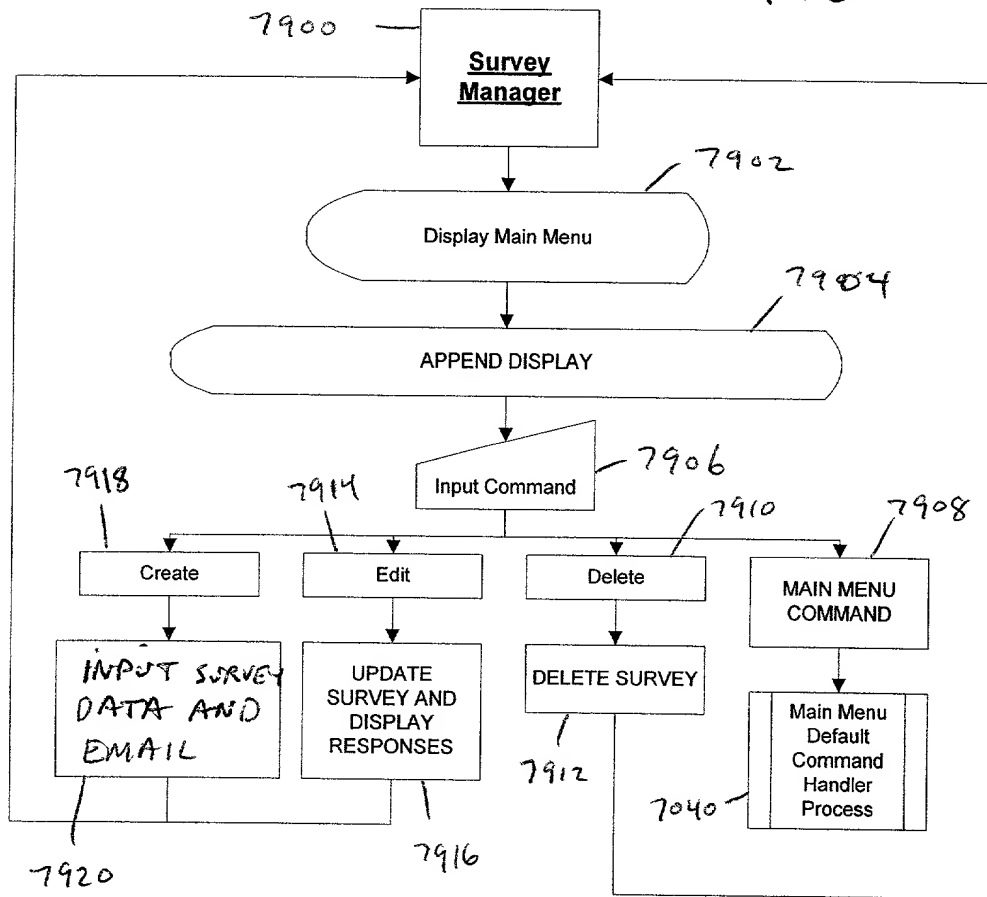 7900
Survey
Manager
7902
Display Main Menu
7904
APPEND DISPLAY
7906
Input Command
7918
7914
7910
7908
Create
Edit
Delete
MAIN MENU
COMMAND
INPUT SURVEY
DATA AND
EMAIL
UPDATE
SURVEY AND
DISPLAY
RESPONSES
DELETE SURVEY
Main Menu
Default
Command
Handler
Process
7912
7040
7920
7916